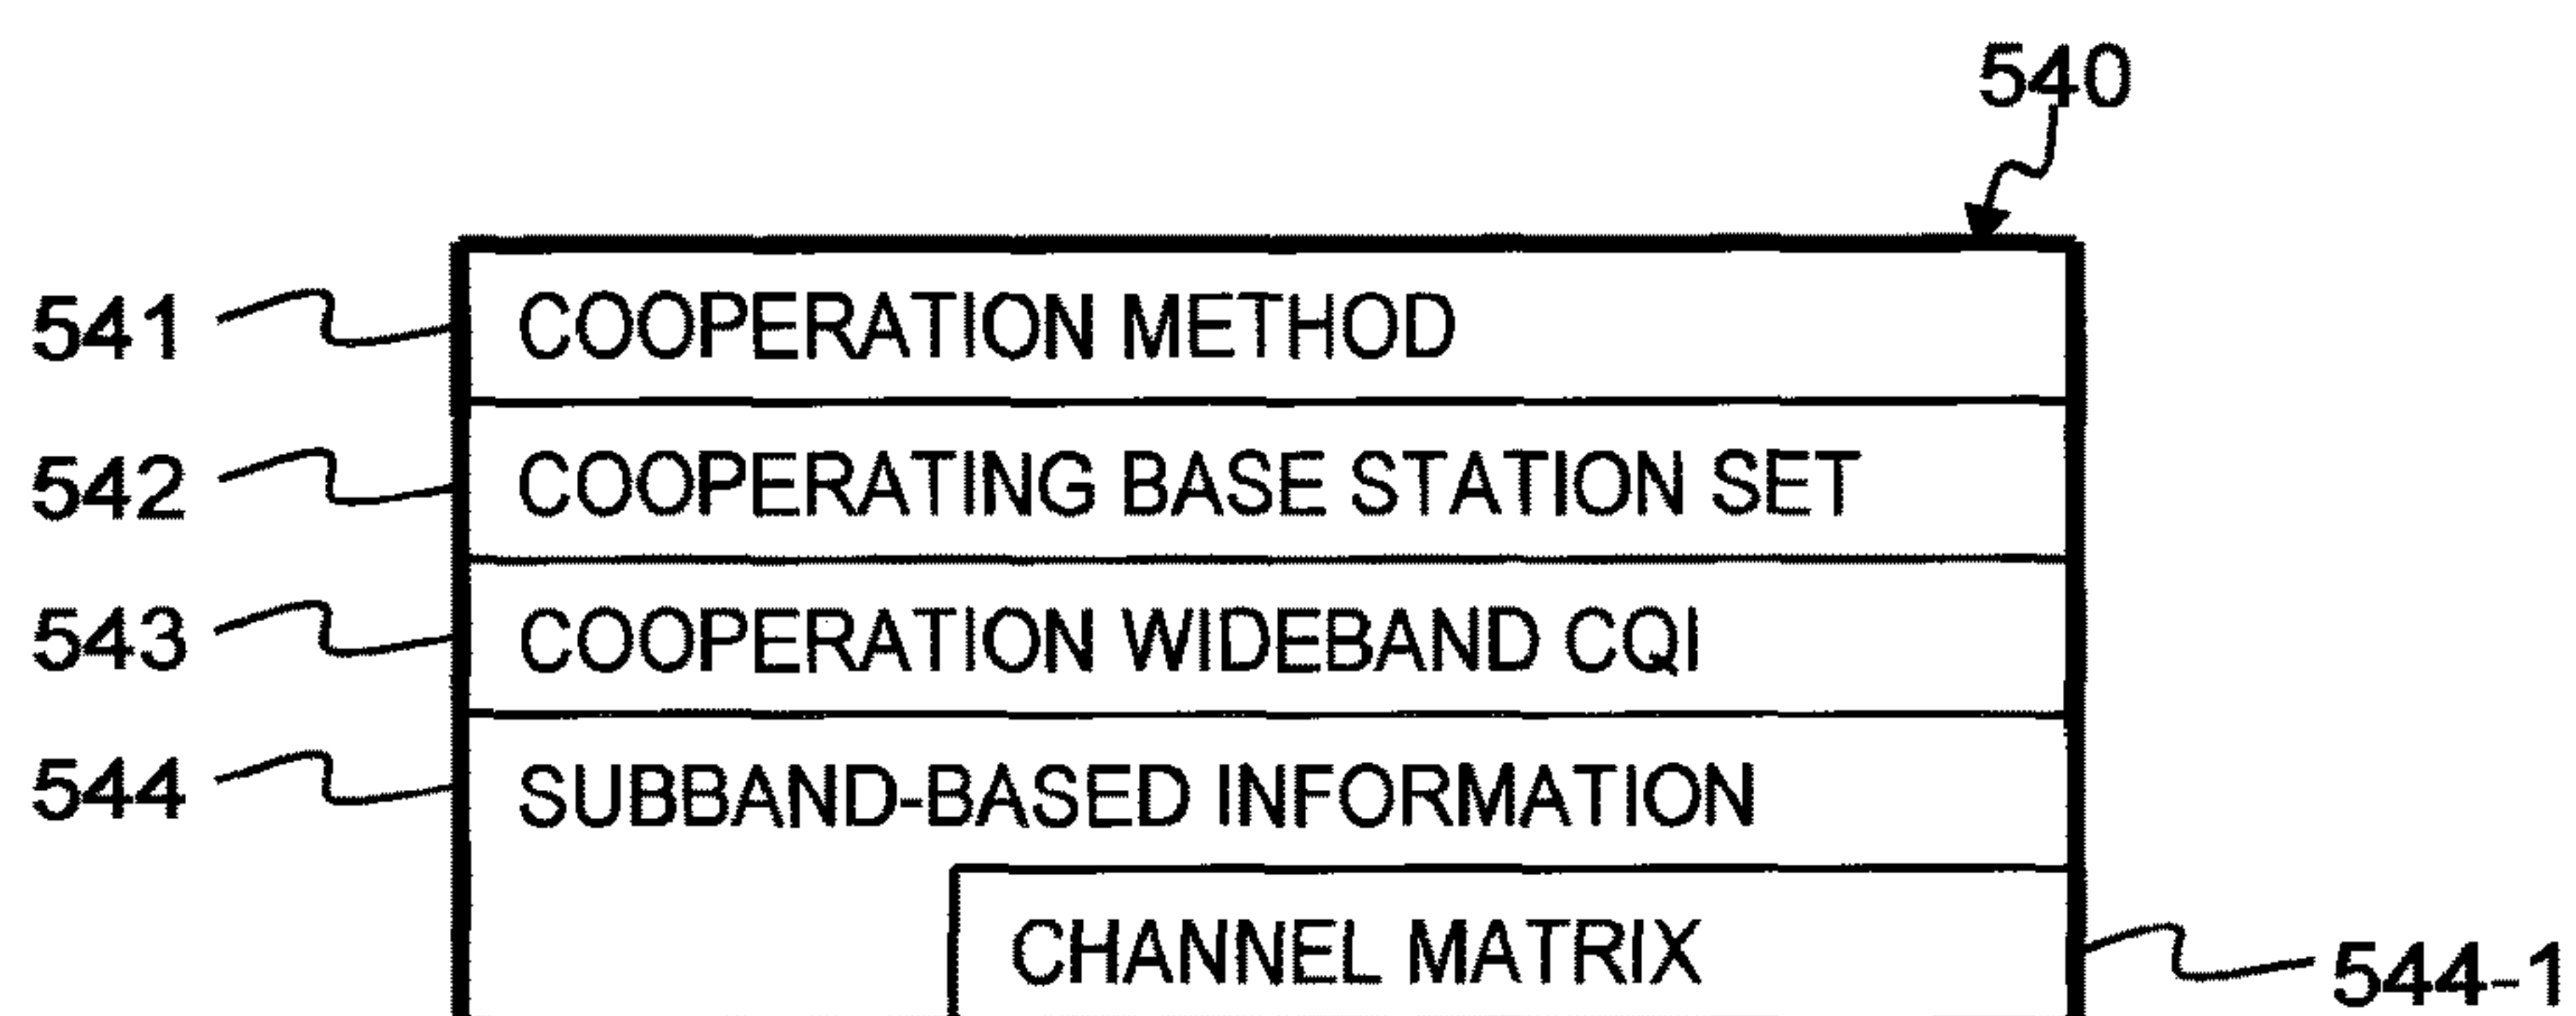 540
541 COOPERATION METHOD
542 COOPERATING BASE STATION SET
543 COOPERATION WIDEBAND CQI
544 SUBBAND-BASED INFORMATION
CHANNEL MATRIX 544-1